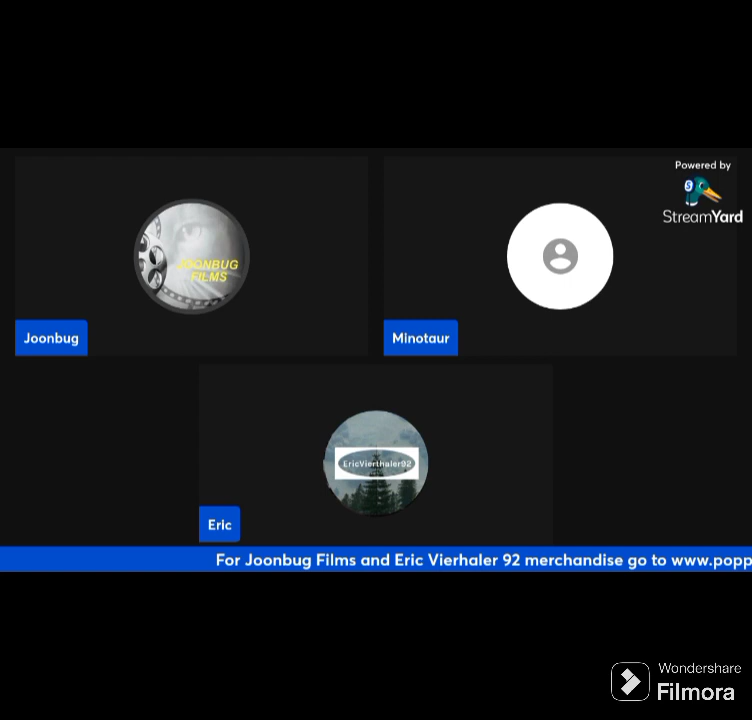 Powered by
StreamYard
JOONBUG
FILMS
Joonbug
Minotaur
EricVierthaler92
Eric
For Joonbug Films and Eric Vierhaler 92 merchandise go to www.popp
Wondershare
Filmora